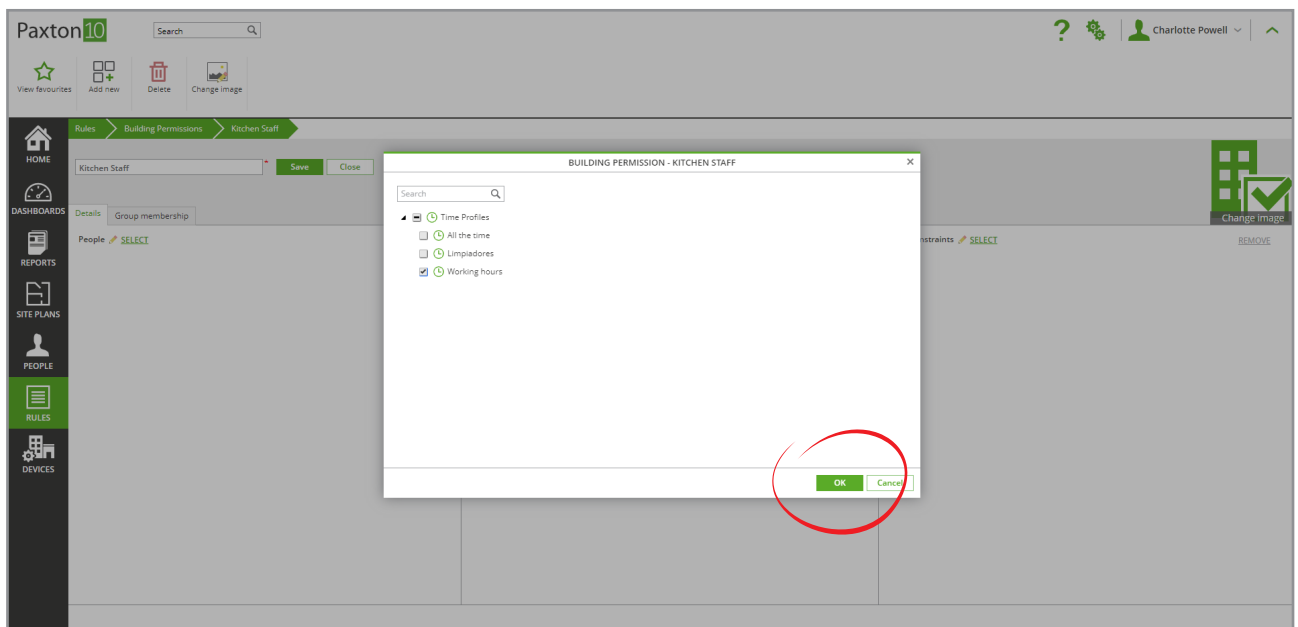 Paxton10
Search
Charlotte Powell
View favourites
Add new
Delete
Change image
Rules
Building Permissions
Kitchen Staff
HOME
Kitchen Staff
*
Save
Close
BUILDING PERMISSION - KITCHEN STAFF
Search
Time Profiles
All the time
Limpiadores
Working hours
OK
Cancel
Change image
DASHBOARDS
Details
Group membership
People
SELECT
nstraints
SELECT
REMOVE
REPORTS
SITE PLANS
PEOPLE
RULES
DEVICES